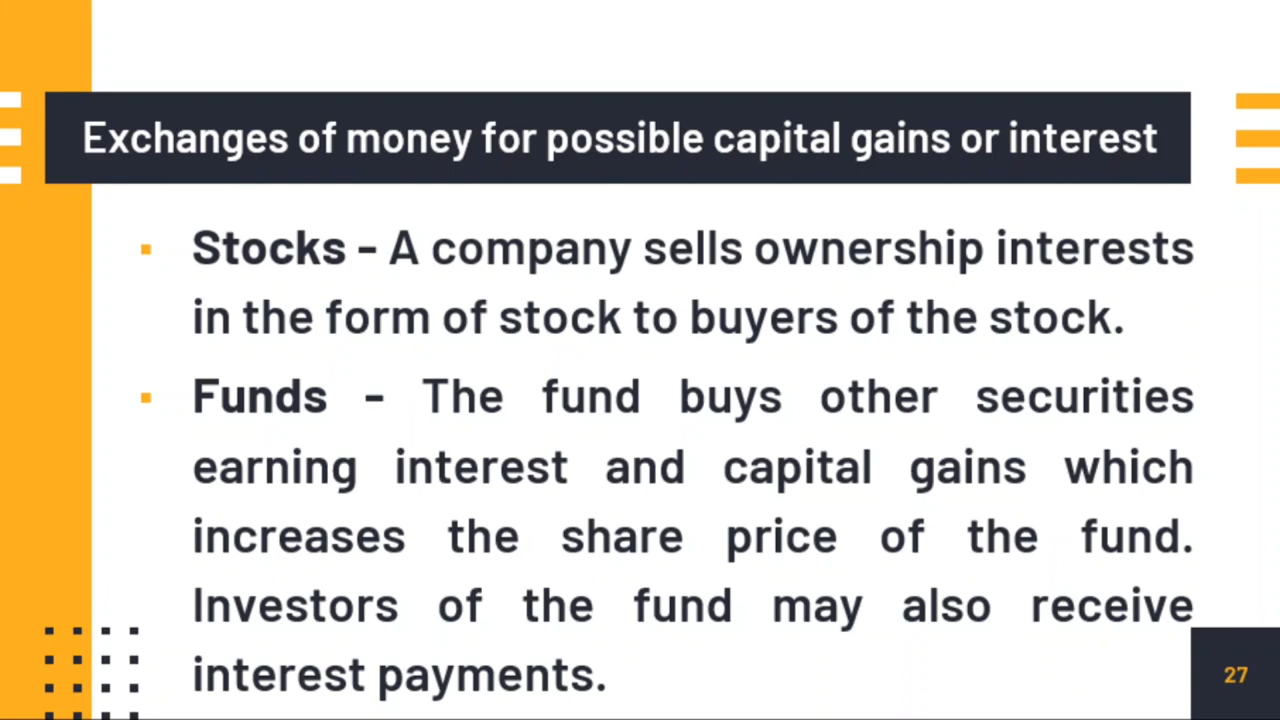 Exchanges of money for possible capital gains or interest
Stocks - A company sells ownership interests
in the form of stock to buyers of the stock.
Funds - The fund buys other securities
earning interest and capital gains which
increases the share price of the fund.
Investors of the fund may also receive
interest payments.
27